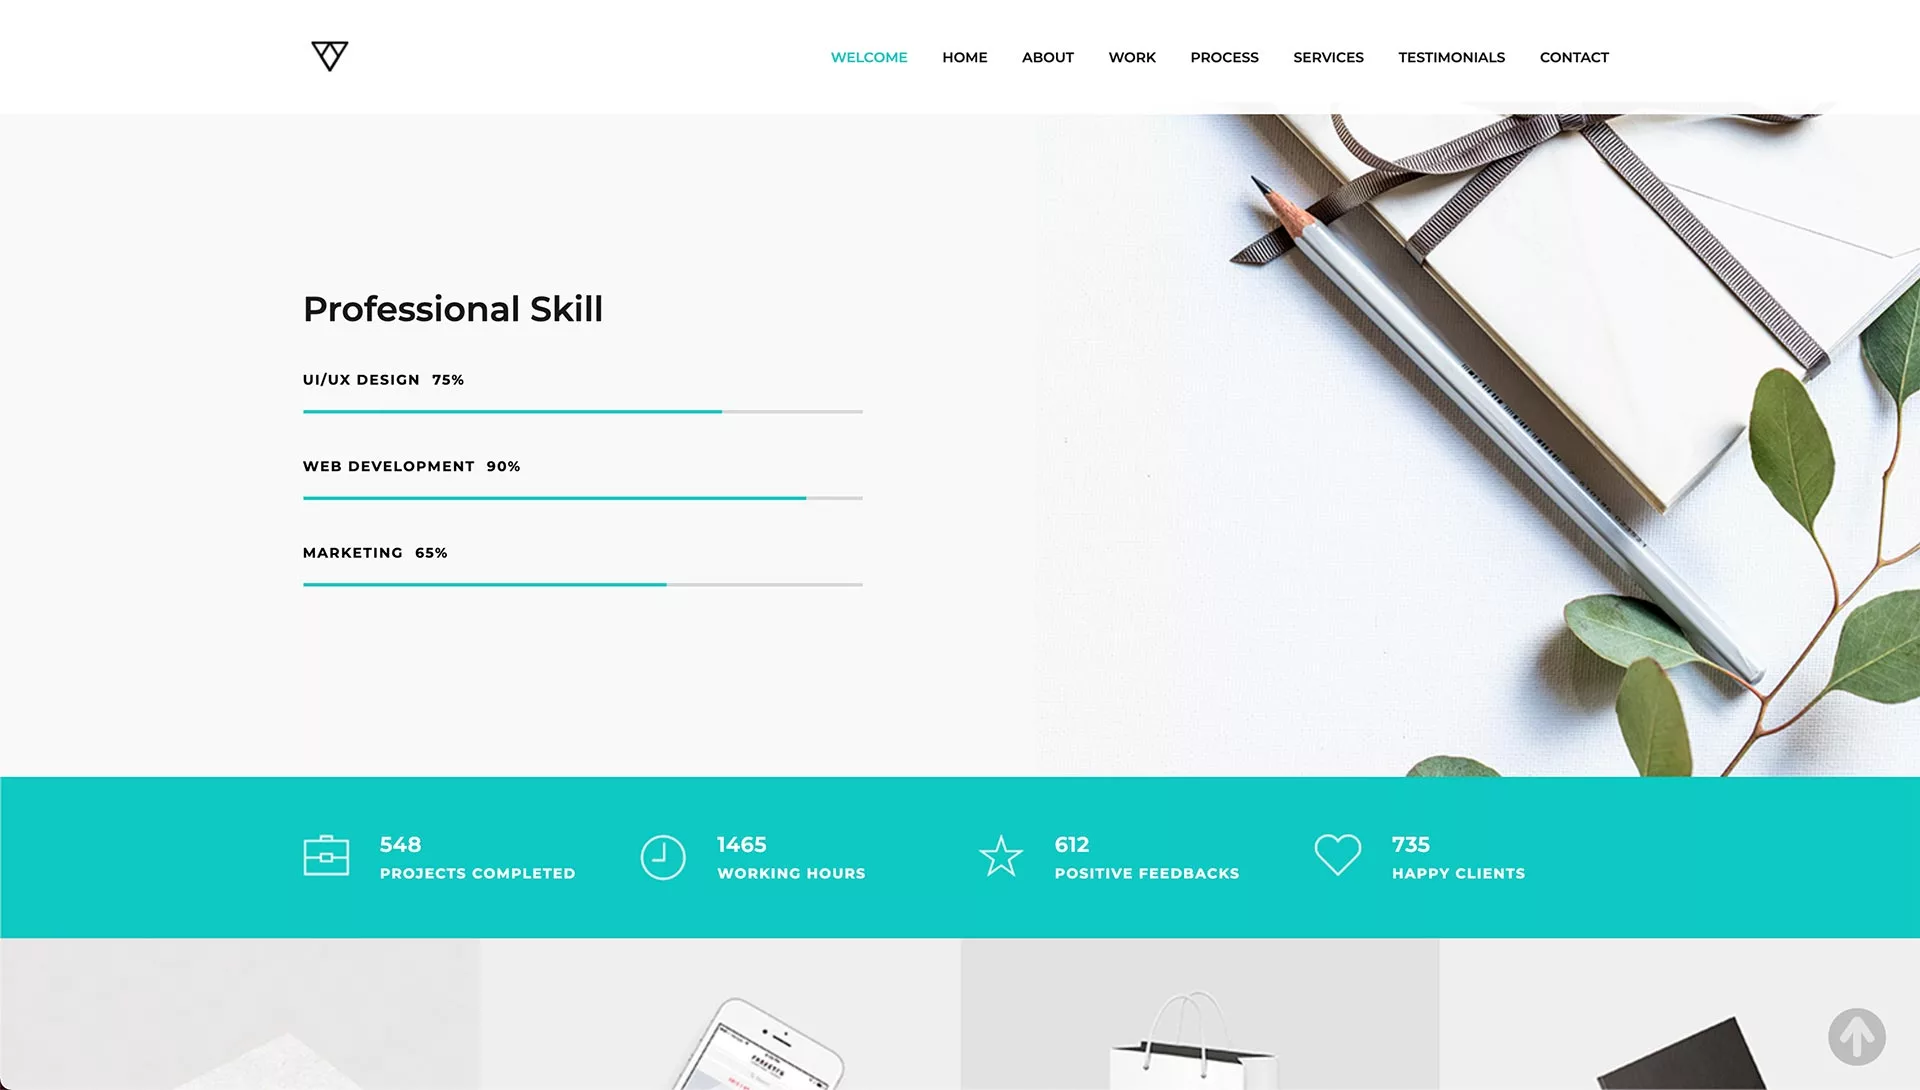 WELCOME HOME ABOUT WORK PROCESS SERVICES TESTIMONIALS CONTACT
Professional Skill
UI/UX DESIGN 75%
WEB DEVELOPMENT 90%
MARKETING 65%
548
PROJECTS COMPLETED
1465
WORKING HOURS
612
POSITIVE FEEDBACKS
735
HAPPY CLIENTS